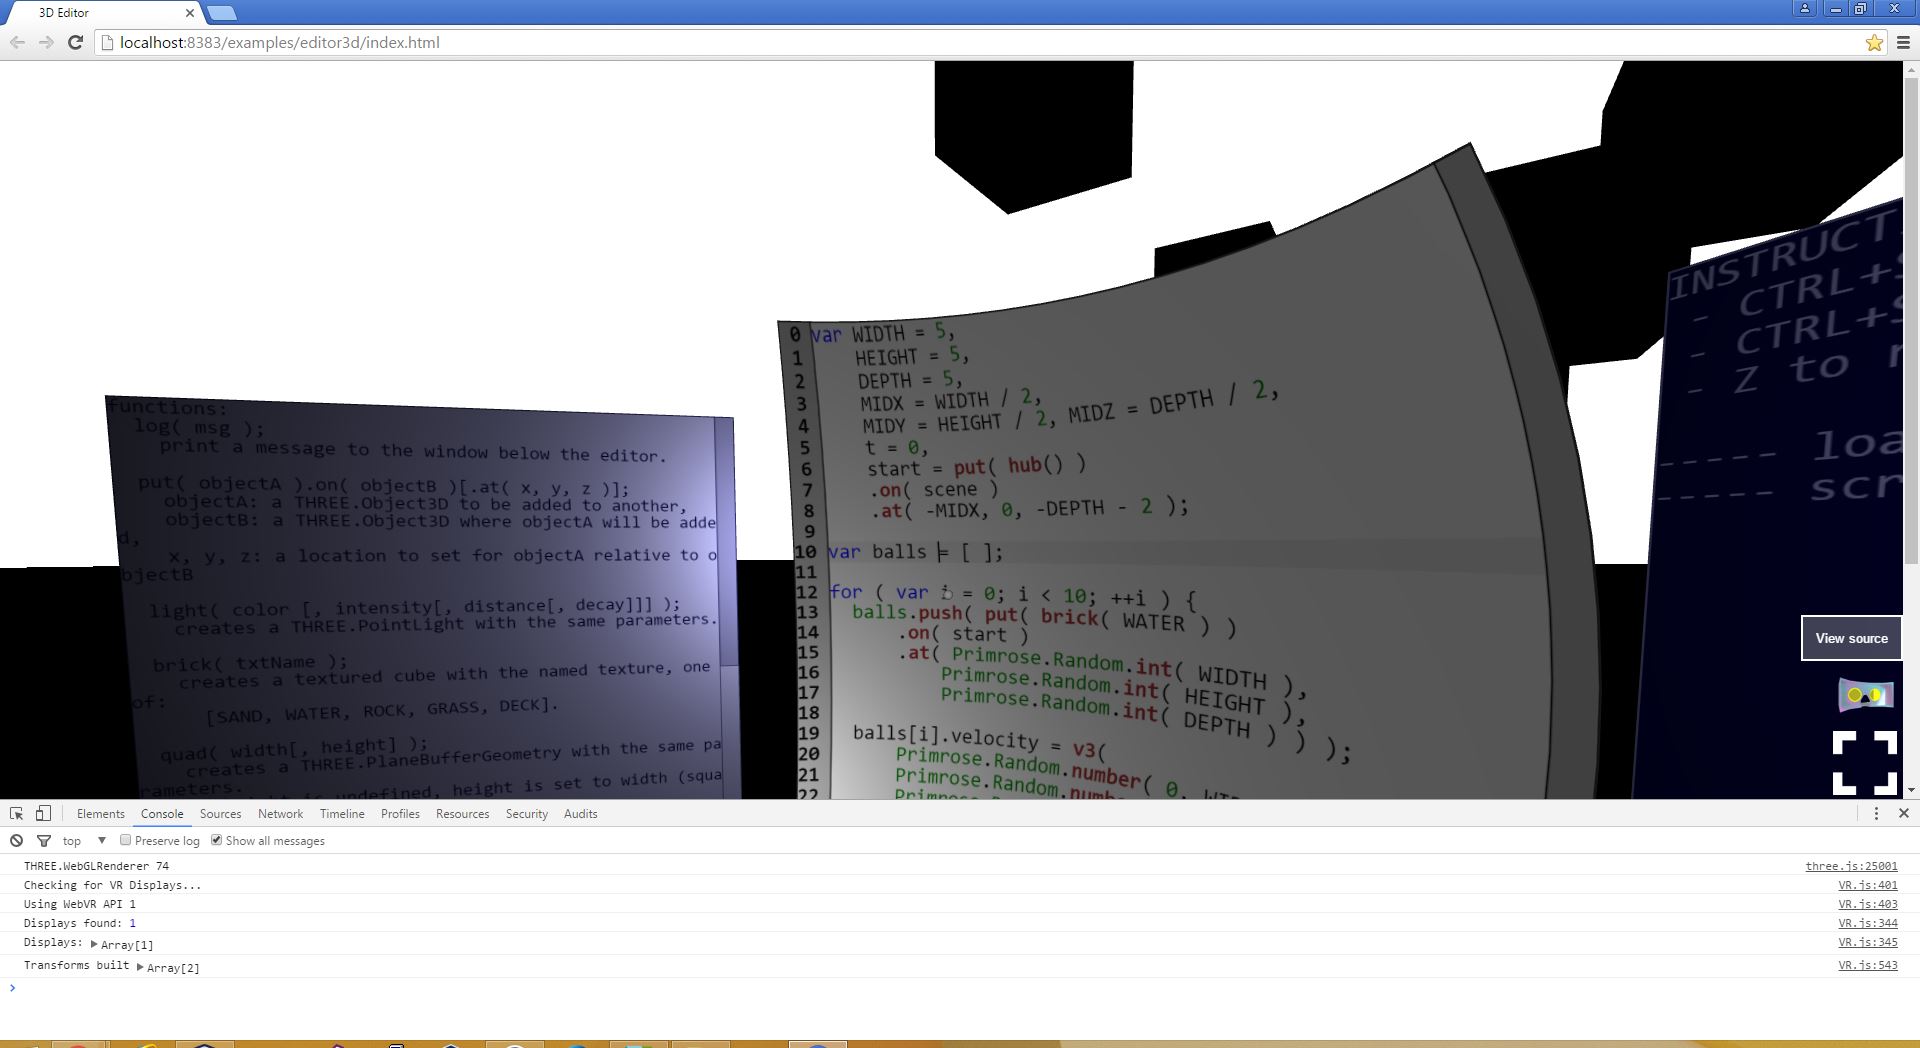 3D Editor
localhost:8383/examples/editor3d/index.html
functions:
log( msg );
print a message to the window below the editor.
put( objectA ).on( objectB )[.at( x, y, z )];
objectA: a THREE.Object3D to be added to another,
objectB: a THREE.Object3D where objectA will be adde
d,
x, y, z: a location to set for objectA relative to o
bjectB
light( color [, intensity[, distance[, decay]]] );
creates a THREE.PointLight with the same parameters.
brick( txtName );
creates a textured cube with the named texture, one
of:
[SAND, WATER, ROCK, GRASS, DECK].
quad( width[, height] );
creates a THREE.PlaneBufferGeometry with the same pa
rameters.
is undefined, height is set to width (squa
0 var WIDTH = 5,
1 HEIGHT = 5,
2 DEPTH = 5,
3 MIDX = WIDTH / 2,
4 MIDY = HEIGHT / 2, MIDZ = DEPTH / 2,
5 t = 0,
6 start = put( hub() )
7 .on( scene )
8 .at( -MIDX, 0, -DEPTH - 2 );
9
10 var balls = [ ];
11
12 for ( var i = 0; i < 10; ++i ) {
13 balls.push( put( brick( WATER ) )
14 .on( start )
15 .at( Primrose.Random.int( WIDTH ),
16 Primrose.Random.int( HEIGHT ),
17 Primrose.Random.int( DEPTH ) ) );
18
19 balls[i].velocity = v3(
20 Primrose.Random.number( 0,
21 Primrose.Random.
22
INSTRUCT
- CTRL+
- CTRL+
- Z to
----- loa
----- scr
View source
Elements Console Sources Network Timeline Profiles Resources Security Audits
top Preserve log Show all messages
THREE.WebGLRenderer 74 three.js:25001
Checking for VR Displays... VR.js:401
Using WebVR API 1 VR.js:403
Displays found: 1 VR.js:344
Displays: Array[1] VR.js:345
Transforms built Array[2] VR.js:543